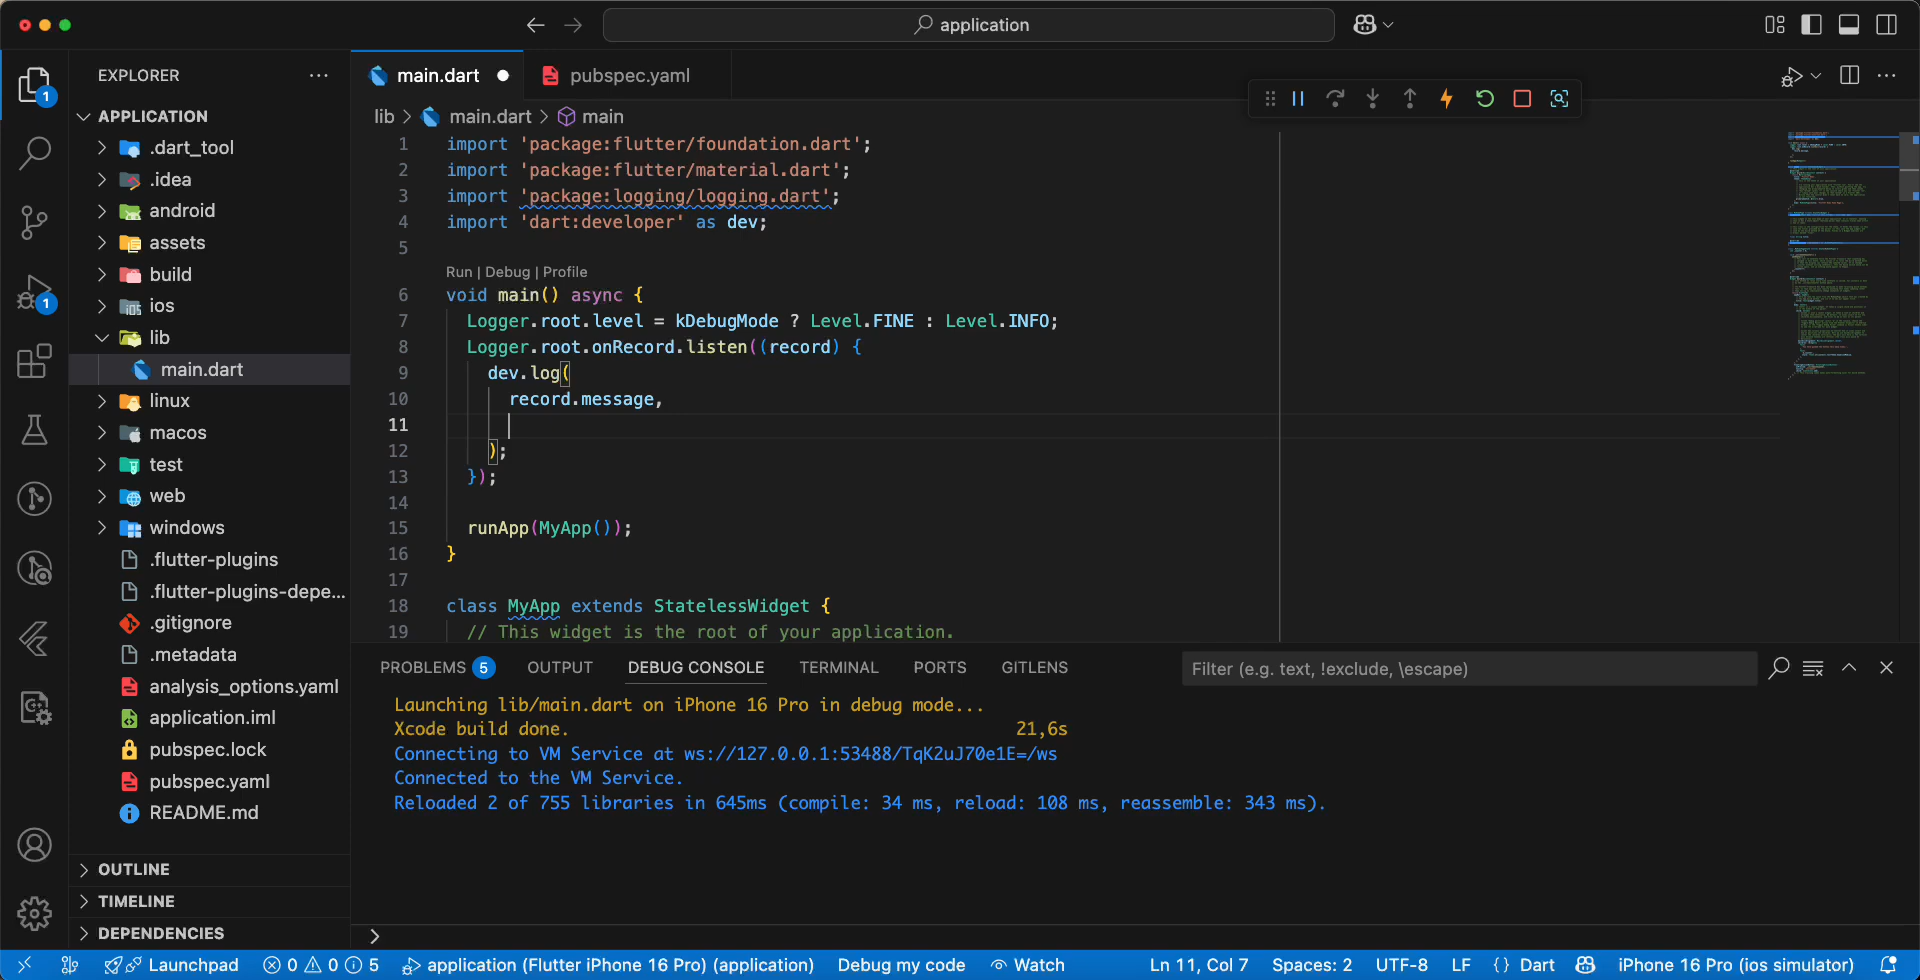 application
EXPLORER
main.dart
pubspec.yaml
APPLICATION
.dart_tool
.idea
android
assets
build
ios
lib
main.dart
linux
macos
test
web
windows
.flutter-plugins
.flutter-plugins-depe...
.gitignore
.metadata
analysis_options.yaml
application.iml
pubspec.lock
pubspec.yaml
README.md
OUTLINE
TIMELINE
DEPENDENCIES
1
1
lib > main.dart > main
1 import 'package:flutter/foundation.dart';
2 import 'package:flutter/material.dart';
3 import 'package:logging/logging.dart';
4 import 'dart:developer' as dev;
5
Run | Debug | Profile
6 void main() async {
7 Logger.root.level = kDebugMode ? Level.FINE : Level.INFO;
8 Logger.root.onRecord.listen((record) {
9 dev.log(
10 record.message,
11
12 );
13 });
14
15 runApp(MyApp());
16 }
17
18 class MyApp extends StatelessWidget {
19 // This widget is the root of your application.
PROBLEMS 5 OUTPUT DEBUG CONSOLE TERMINAL PORTS GITLENS
Filter (e.g. text, !exclude, \escape)
Launching lib/main.dart on iPhone 16 Pro in debug mode...
Xcode build done. 21,6s
Connecting to VM Service at ws://127.0.0.1:53488/TqK2uJ70e1E=/ws
Connected to the VM Service.
Reloaded 2 of 755 libraries in 645ms (compile: 34 ms, reload: 108 ms, reassemble: 343 ms).
>
Launchpad 0 0 5 application (Flutter iPhone 16 Pro) (application) Debug my code Watch Ln 11, Col 7 Spaces: 2 UTF-8 LF {} Dart iPhone 16 Pro (ios simulator)